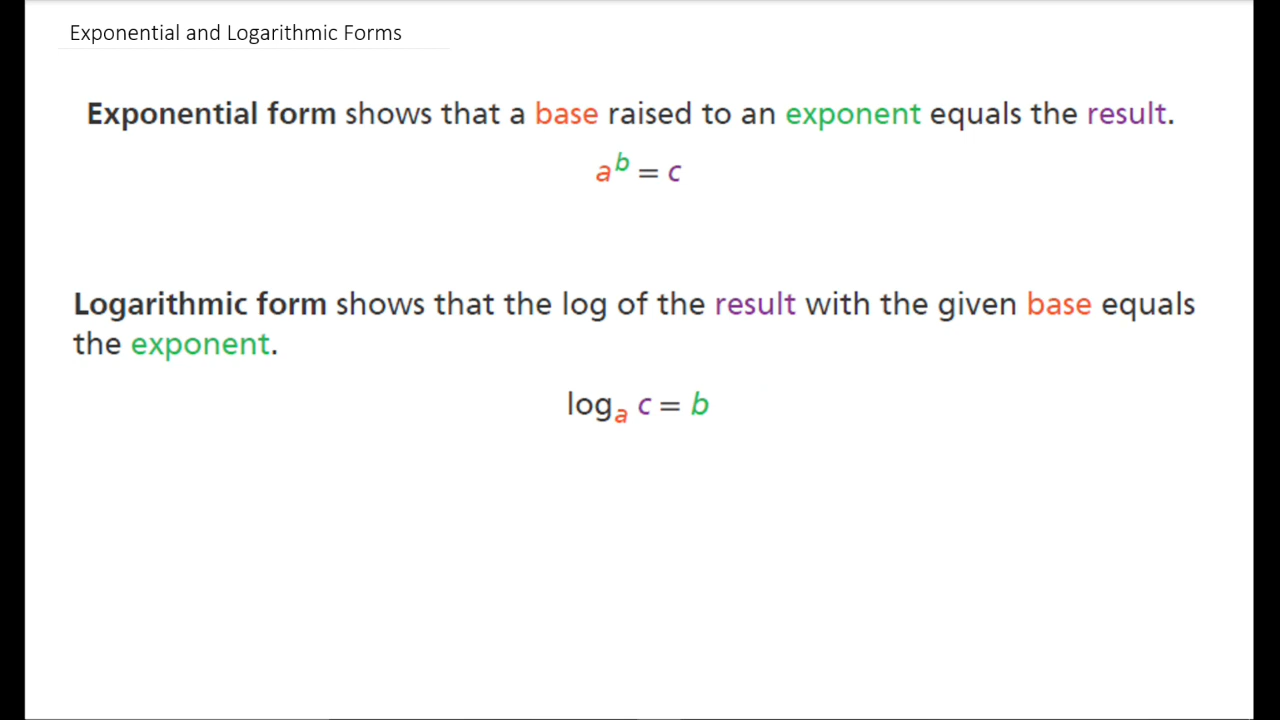 Exponential and Logarithmic Forms
Exponential form shows that a base raised to an exponent equals the result.
a^b = c
Logarithmic form shows that the log of the result with the given base equals
the exponent.
log_a c = b